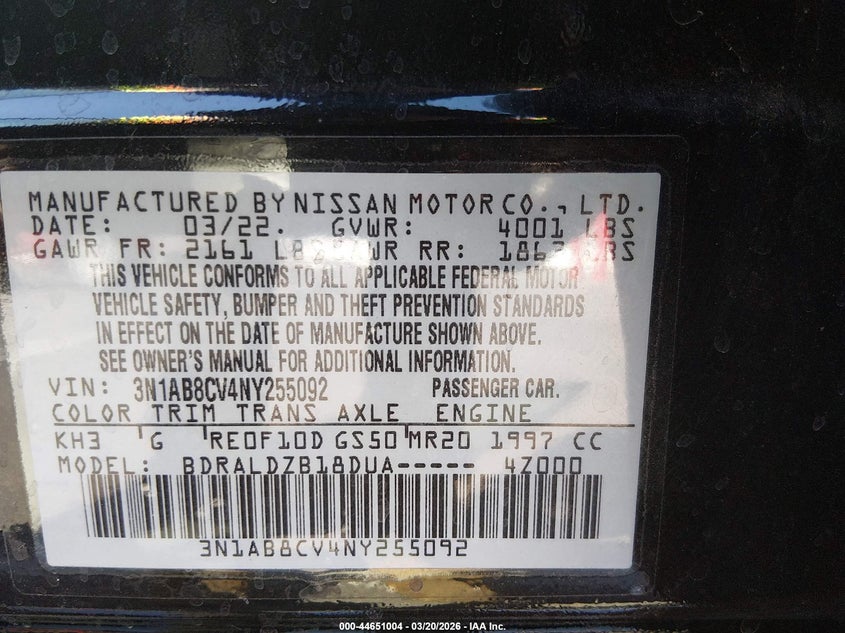 MANUFACTURED BY NISSAN MOTOR CO., LTD.
DATE: 03/22. GVWR: 4001 LBS
GAWR FR: 2161 RR:
THIS VEHICLE CONFORMS TO ALL APPLICABLE FEDERAL MOTOR
VEHICLE SAFETY, BUMPER AND THEFT PREVENTION STANDARDS
IN EFFECT ON THE DATE OF MANUFACTURE SHOWN ABOVE.
SEE OWNER'S MANUAL FOR ADDITIONAL INFORMATION.
VIN: 3N1AB8CV4NY255092 PASSENGER CAR.
COLOR TRIM TRANS AXLE ENGINE
KH3 G RE0F10D GS50 MR20 1997 CC
MODEL: BDRALDZB18DUA----- 4Z000
3N1AB8CV4NY255092
000-44651004 - 03/20/2026 - IAA Inc.